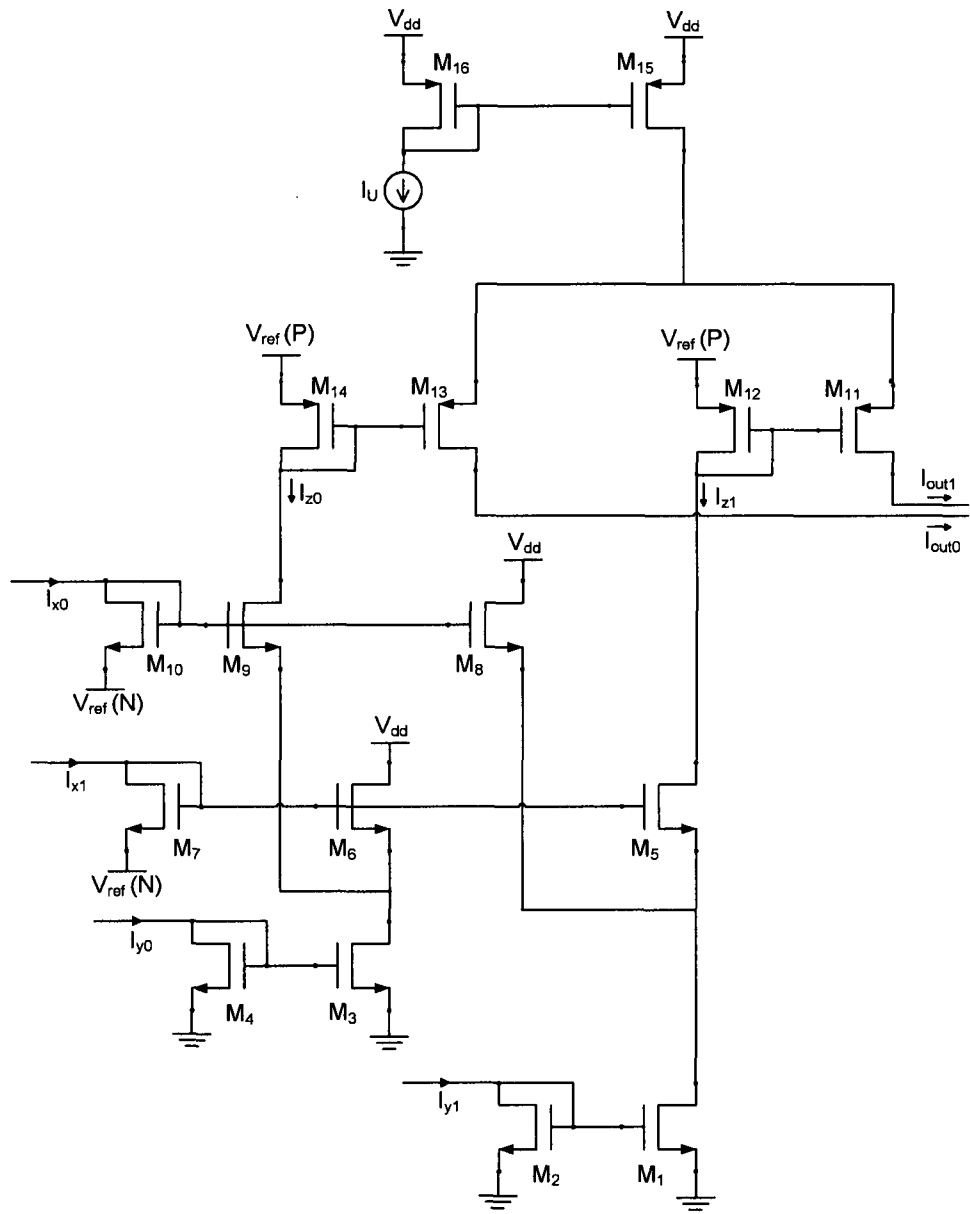 Vdd
Vdd
M16
M15
IU
Vref(P)
Vref(P)
M14
M13
M12
M11
Iz0
Iz1
Iout1
Iout0
Vdd
Ix0
M10
M9
M8
Vref(N)
Vdd
Ix1
M7
M6
M5
Vref(N)
Iy0
M4
M3
Iy1
M2
M1